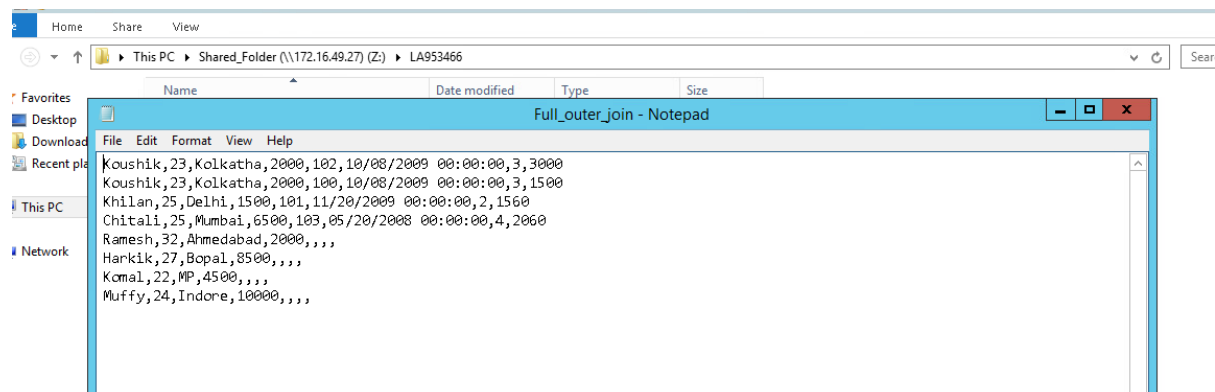 Home Share View
This PC Shared_Folder (\\172.16.49.27) (Z:) LA953466
Sear
Favorites
Name Date modified Type Size
Desktop
Download
Recent pla
This PC
Network
Full_outer_join - Notepad
File Edit Format View Help
Koushik,23,Kolkatha,2000,102,10/08/2009 00:00:00,3,3000
Koushik,23,Kolkatha,2000,100,10/08/2009 00:00:00,3,1500
Khilan,25,Delhi,1500,101,11/20/2009 00:00:00,2,1560
Chitali,25,Mumbai,6500,103,05/20/2008 00:00:00,4,2060
Ramesh,32,Ahmedabad,2000,,,,
Harkik,27,Bopal,8500,,,,
Komal,22,MP,4500,,,,
Muffy,24,Indore,10000,,,,